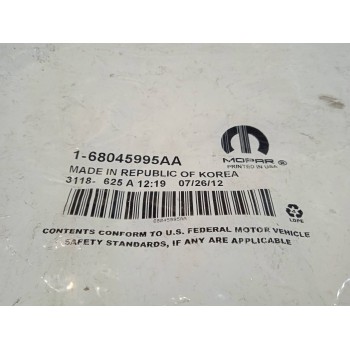 MOPAR®
PRINTED IN USA
1-68045995AA
MADE IN REPUBLIC OF KOREA
3118- 625 A 12:19 07/26/12
68045995AA
LDPE
CONTENTS CONFORM TO U.S. FEDERAL MOTOR VEHICLE
SAFETY STANDARDS, IF ANY ARE APPLICABLE